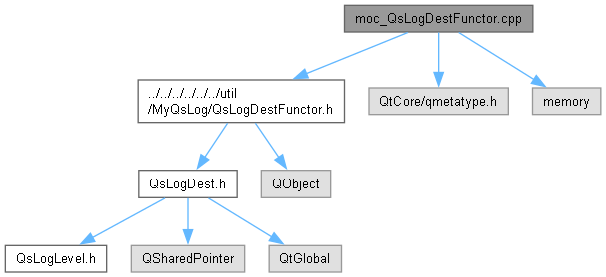 moc_QsLogDestFunctor.cpp
../../../../../../util
/MyQsLog/QsLogDestFunctor.h
QtCore/qmetatype.h
memory
QsLogDest.h
QObject
QsLogLevel.h
QSharedPointer
QtGlobal